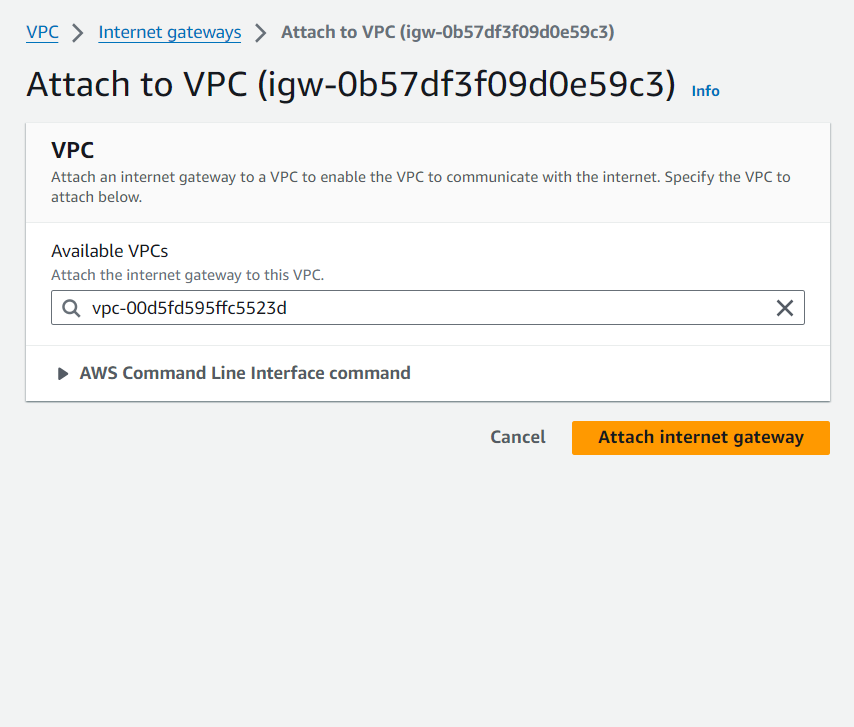 VPC > Internet gateways > Attach to VPC (igw-0b57df3f09d0e59c3)
Attach to VPC (igw-0b57df3f09d0e59c3) Info
VPC
Attach an internet gateway to a VPC to enable the VPC to communicate with the internet. Specify the VPC to
attach below.
Available VPCs
Attach the internet gateway to this VPC.
vpc-00d5fd595ffc5523d
AWS Command Line Interface command
Cancel Attach internet gateway